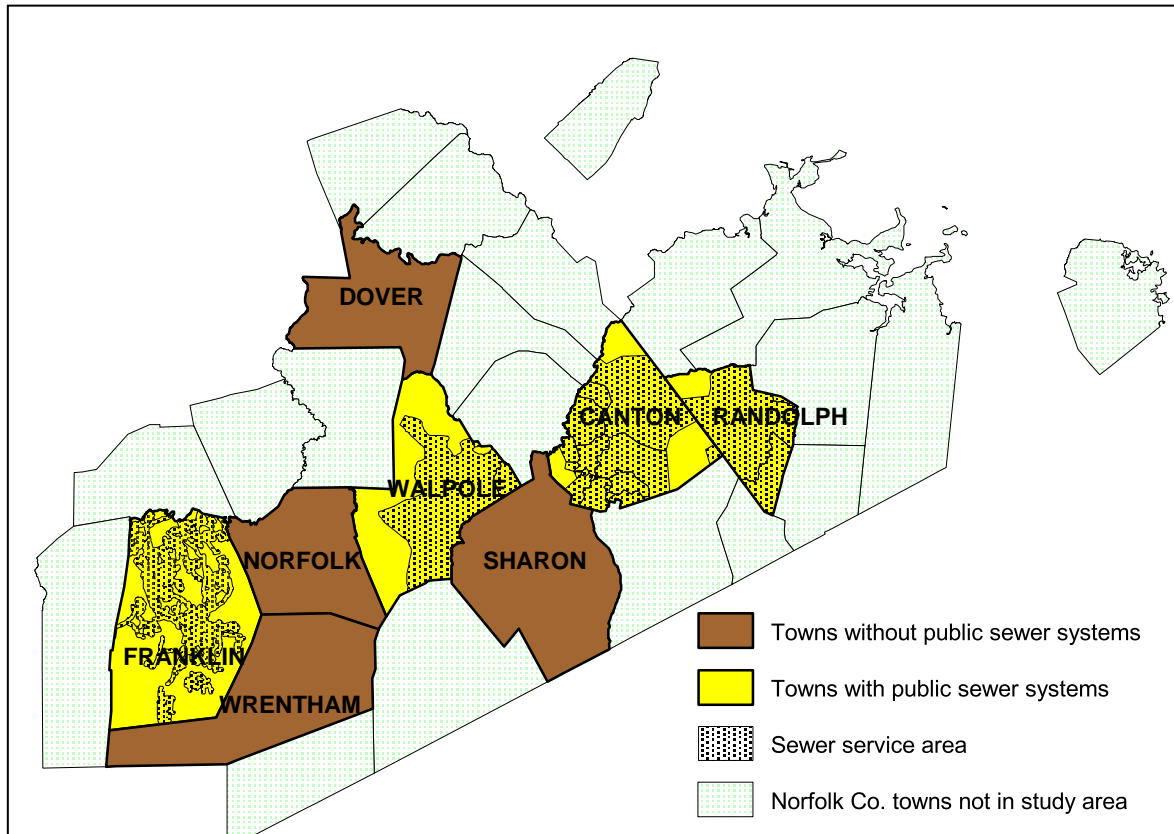 DOVER
CANTON
RANDOLPH
WALPOLE
NORFOLK
SHARON
FRANKLIN
WRENTHAM
Towns without public sewer systems
Towns with public sewer systems
Sewer service area
Norfolk Co. towns not in study area